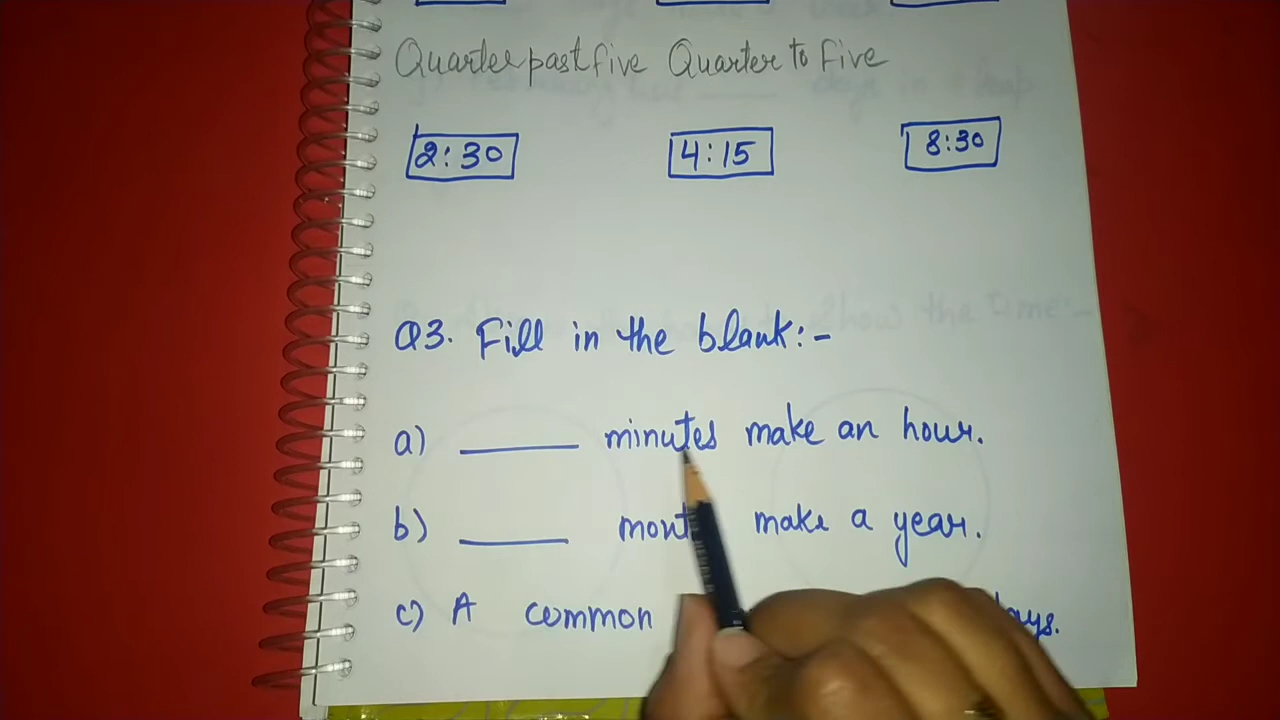 Quarter past five Quarter to Five
2:30 4:15 8:30
Q3. Fill in the blank:-
a) ______ minutes make an hour.
b) ______ mont make a year.
c) A common